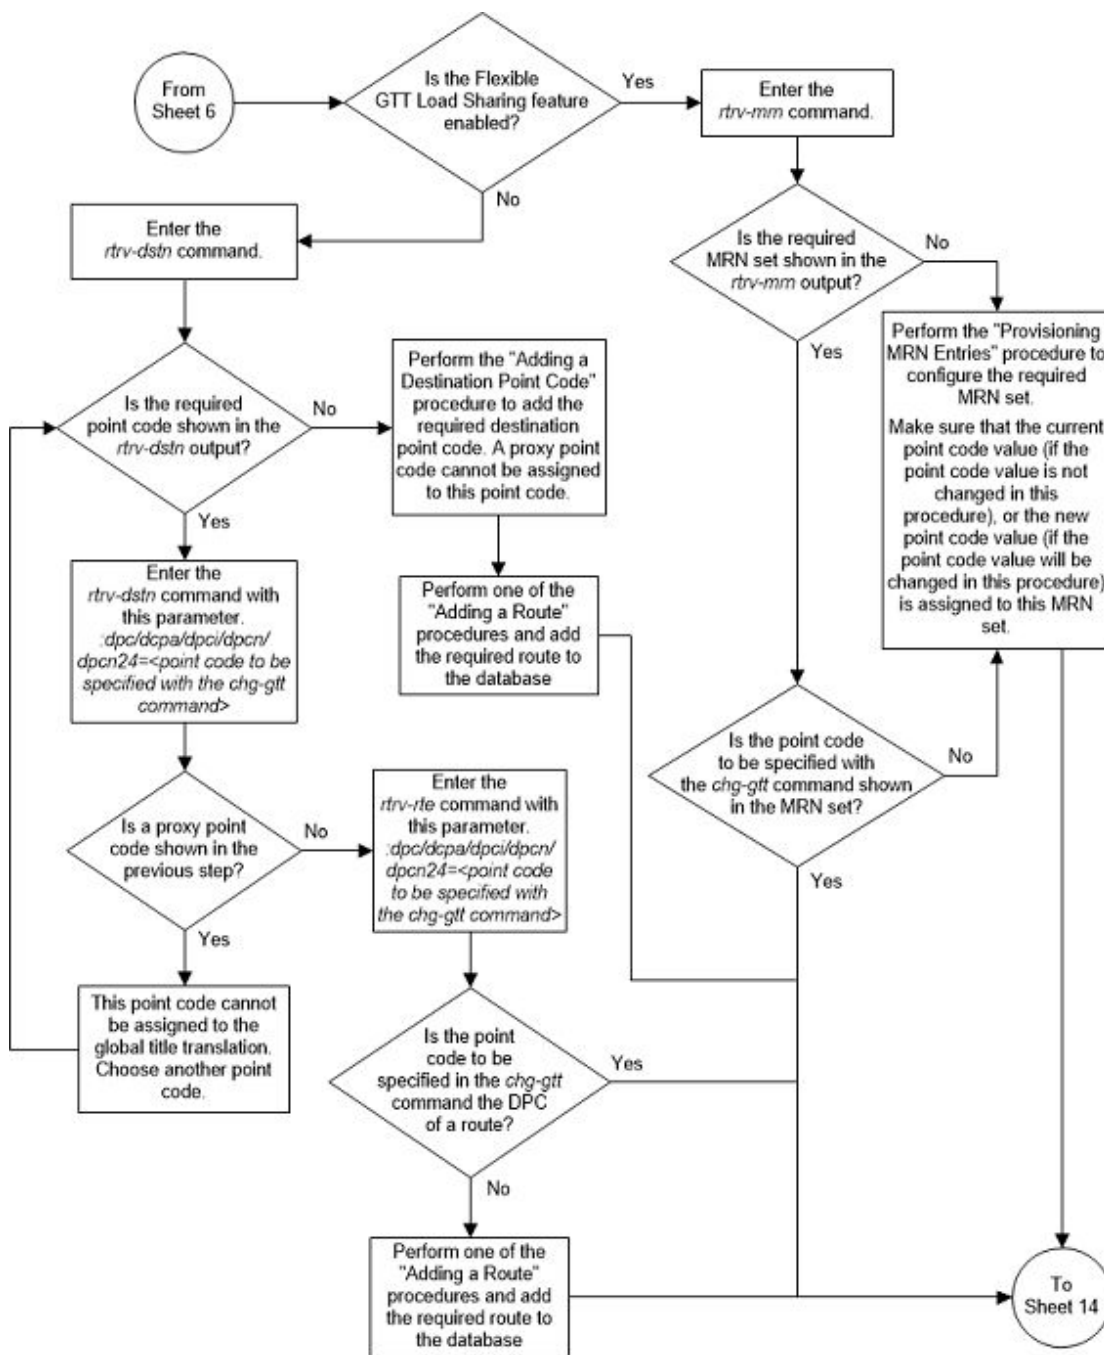 From
Sheet 6
Is the Flexible
GTT Load Sharing feature
enabled?
Yes
Enter the
rtrv-mrn command.
No
Enter the
rtrv-dstn command.
Is the required
MRN set shown in the
rtrv-mrn output?
No
Yes
Perform the "Provisioning
MRN Entries" procedure to
configure the required
MRN set.
Make sure that the current
point code value (if the
point code value is not
changed in this
procedure), or the new
point code value (if the
point code value will be
changed in this procedure)
is assigned to this MRN
set.
Is the required
point code shown in the
rtrv-dstn output?
No
Perform the "Adding a
Destination Point Code"
procedure to add the
required destination
point code. A proxy point
code cannot be assigned
to this point code.
Yes
Perform one of the
"Adding a Route"
procedures and add
the required route to
the database
Enter the
rtrv-dstn command with
this parameter.
:dpc/dcpa/dpci/dpcn/
dpcn24=<point code to be
specified with the chg-gtt
command>
Is the point code
to be specified with
the chg-gtt command shown
in the MRN set?
No
Yes
Is a proxy point
code shown in the
previous step?
No
Enter the
rtrv-rte command with
this parameter.
:dpc/dcpa/dpci/dpcn/
dpcn24=<point code
to be specified with
the chg-gtt command>
Yes
This point code cannot
be assigned to the
global title translation.
Choose another point
code.
Is the point
code to be
specified in the chg-gtt
command the DPC
of a route?
Yes
No
Perform one of the
"Adding a Route"
procedures and add
the required route to
the database
To
Sheet 14